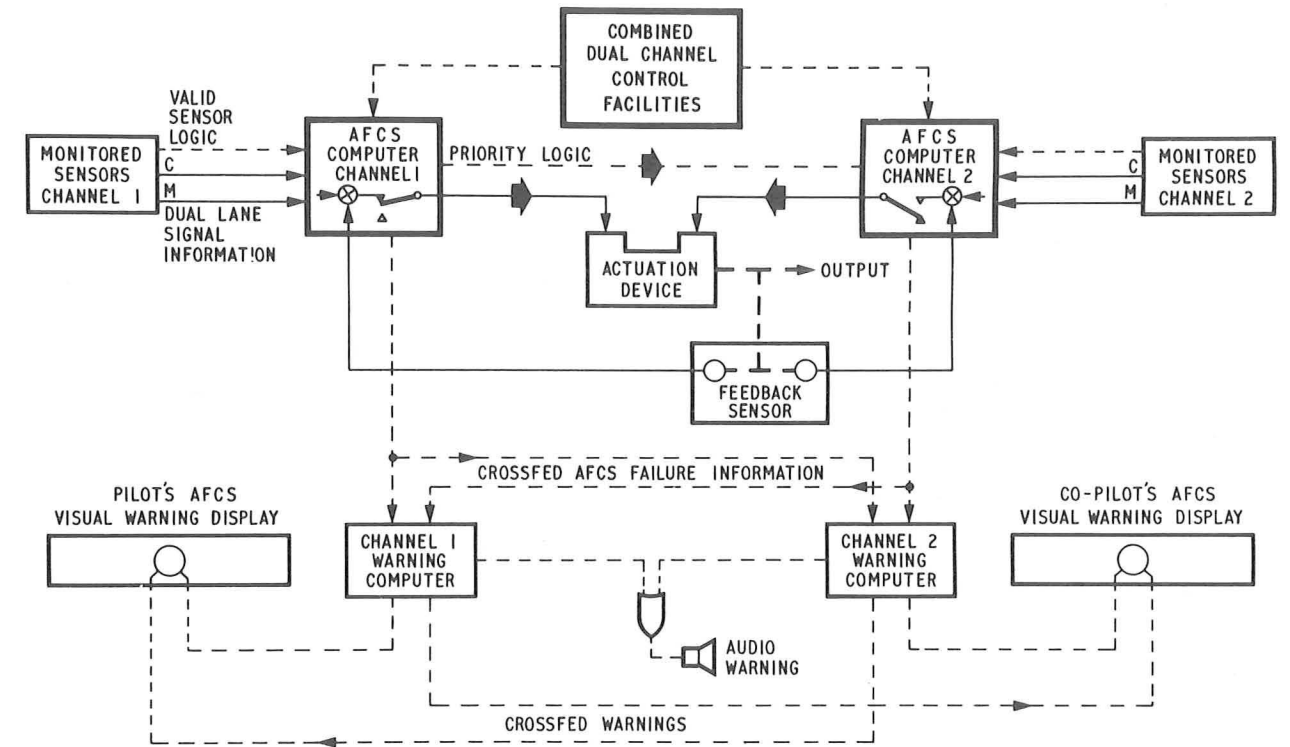 COMBINED
DUAL CHANNEL
CONTROL
FACILITIES
VALID
SENSOR
LOGIC
MONITORED
SENSORS
CHANNEL 1
C
M
DUAL LANE
SIGNAL
INFORMATION
AFCS
COMPUTER
CHANNEL 1
PRIORITY LOGIC
AFCS
COMPUTER
CHANNEL 2
C
M
MONITORED
SENSORS
CHANNEL 2
ACTUATION
DEVICE
OUTPUT
FEEDBACK
SENSOR
CROSSFED AFCS FAILURE INFORMATION
PILOT'S AFCS
VISUAL WARNING DISPLAY
CHANNEL 1
WARNING
COMPUTER
CHANNEL 2
WARNING
COMPUTER
CO-PILOT'S AFCS
VISUAL WARNING DISPLAY
AUDIO
WARNING
CROSSFED WARNINGS